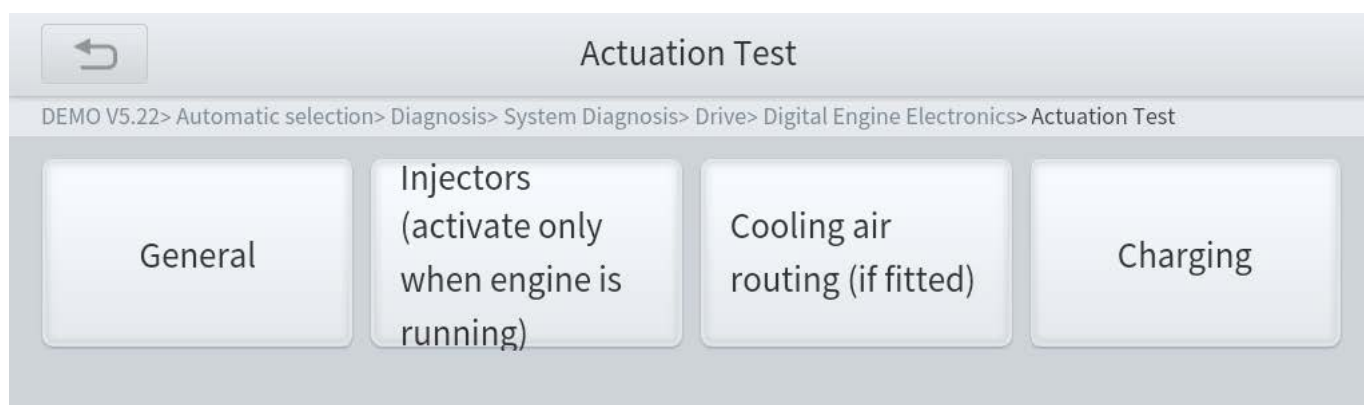 Actuation Test
DEMO V5.22> Automatic selection> Diagnosis> System Diagnosis> Drive> Digital Engine Electronics> Actuation Test
General
Injectors
(activate only
when engine is
running)
Cooling air
routing (if fitted)
Charging